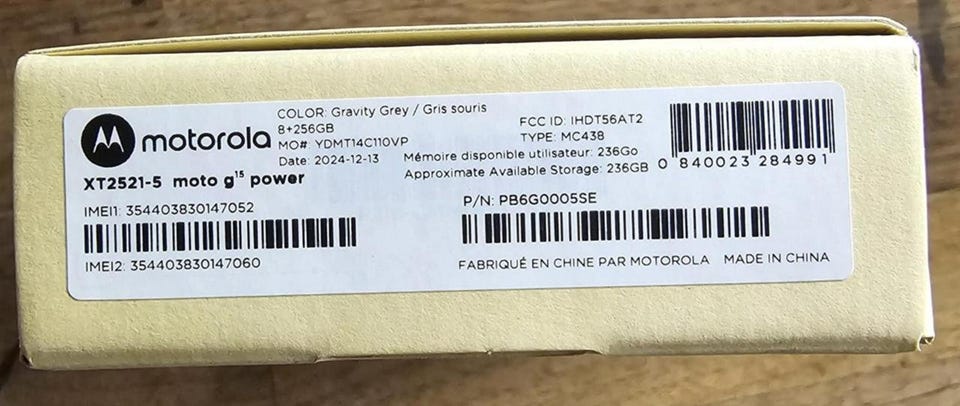 motorola
XT2521-5 moto g15 power
COLOR: Gravity Grey / Gris souris
8+256GB
MO#: YDMT14C110VP
Date: 2024-12-13
FCC ID: IHDT56AT2
TYPE: MC438
Mémoire disponible utilisateur: 236Go
Approximate Available Storage: 236GB
0 840023 284991
IMEI1: 354403830147052
IMEI2: 354403830147060
P/N: PB6G0005SE
FABRIQUÉ EN CHINE PAR MOTOROLA MADE IN CHINA